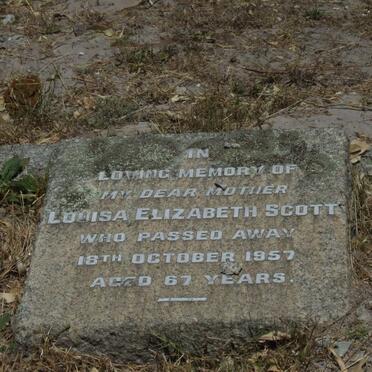 IN
LOVING MEMORY OF
MY DEAR MOTHER
LOUISA ELIZABETH SCOTT
WHO PASSED AWAY
18TH OCTOBER 1957
AGED 67 YEARS.